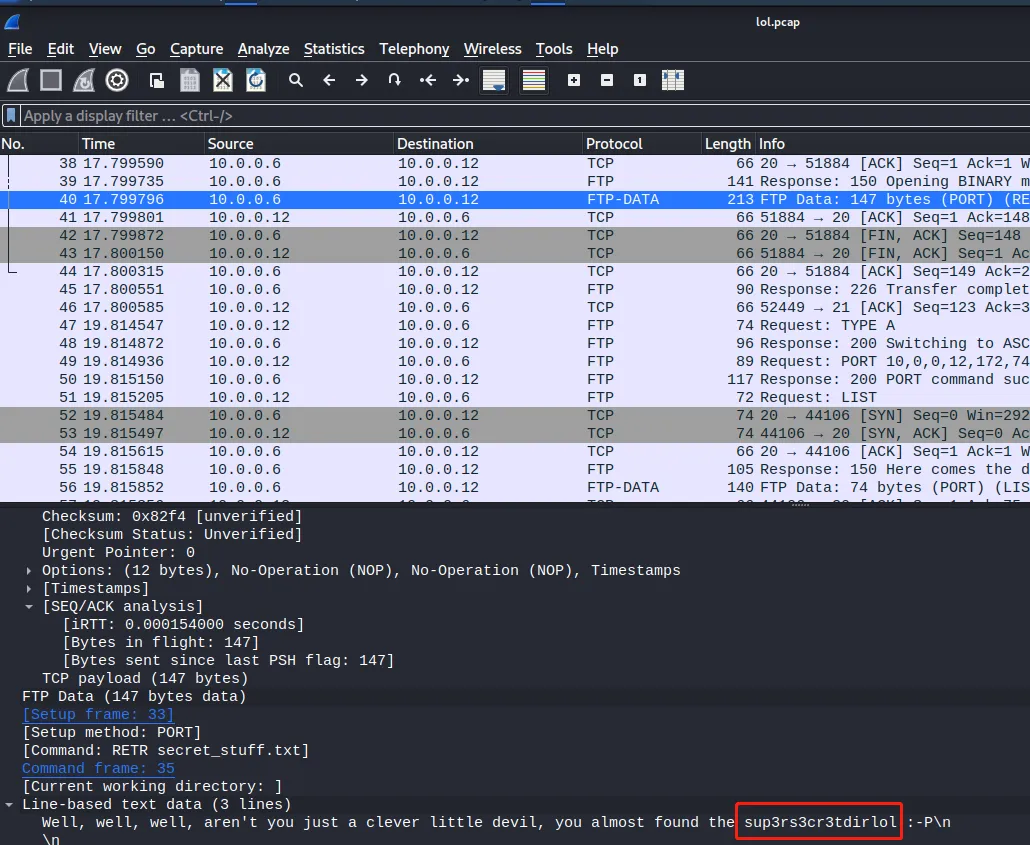 lol.pcap
File Edit View Go Capture Analyze Statistics Telephony Wireless Tools Help
Apply a display filter … <Ctrl-/>
No. Time Source Destination Protocol Length Info
38 17.799590 10.0.0.6 10.0.0.12 TCP 66 20 → 51884 [ACK] Seq=1 Ack=1 W
39 17.799735 10.0.0.6 10.0.0.12 FTP 141 Response: 150 Opening BINARY m
40 17.799796 10.0.0.6 10.0.0.12 FTP-DATA 213 FTP Data: 147 bytes (PORT) (RE
41 17.799801 10.0.0.12 10.0.0.6 TCP 66 51884 → 20 [ACK] Seq=1 Ack=148
42 17.799872 10.0.0.6 10.0.0.12 TCP 66 20 → 51884 [FIN, ACK] Seq=148
43 17.800150 10.0.0.12 10.0.0.6 TCP 66 51884 → 20 [FIN, ACK] Seq=1 Ac
44 17.800315 10.0.0.6 10.0.0.12 TCP 66 20 → 51884 [ACK] Seq=149 Ack=2
45 17.800551 10.0.0.6 10.0.0.12 FTP 90 Response: 226 Transfer complet
46 17.800585 10.0.0.12 10.0.0.6 TCP 66 52449 → 21 [ACK] Seq=123 Ack=3
47 19.814547 10.0.0.12 10.0.0.6 FTP 74 Request: TYPE A
48 19.814872 10.0.0.6 10.0.0.12 FTP 96 Response: 200 Switching to ASC
49 19.814936 10.0.0.12 10.0.0.6 FTP 89 Request: PORT 10,0,0,12,172,74
50 19.815150 10.0.0.6 10.0.0.12 FTP 117 Response: 200 PORT command suc
51 19.815205 10.0.0.12 10.0.0.6 FTP 72 Request: LIST
52 19.815484 10.0.0.6 10.0.0.12 TCP 74 20 → 44106 [SYN] Seq=0 Win=292
53 19.815497 10.0.0.12 10.0.0.6 TCP 74 44106 → 20 [SYN, ACK] Seq=0 Ac
54 19.815615 10.0.0.6 10.0.0.12 TCP 66 20 → 44106 [ACK] Seq=1 Ack=1 W
55 19.815848 10.0.0.6 10.0.0.12 FTP 105 Response: 150 Here comes the d
56 19.815852 10.0.0.6 10.0.0.12 FTP-DATA 140 FTP Data: 74 bytes (PORT) (LIS
Checksum: 0x82f4 [unverified]
[Checksum Status: Unverified]
Urgent Pointer: 0
Options: (12 bytes), No-Operation (NOP), No-Operation (NOP), Timestamps
[Timestamps]
[SEQ/ACK analysis]
[iRTT: 0.000154000 seconds]
[Bytes in flight: 147]
[Bytes sent since last PSH flag: 147]
TCP payload (147 bytes)
FTP Data (147 bytes data)
[Setup frame: 33]
[Setup method: PORT]
[Command: RETR secret_stuff.txt]
Command frame: 35
[Current working directory: ]
Line-based text data (3 lines)
Well, well, well, aren't you just a clever little devil, you almost found the sup3rs3cr3tdirlol :-P\n
\n